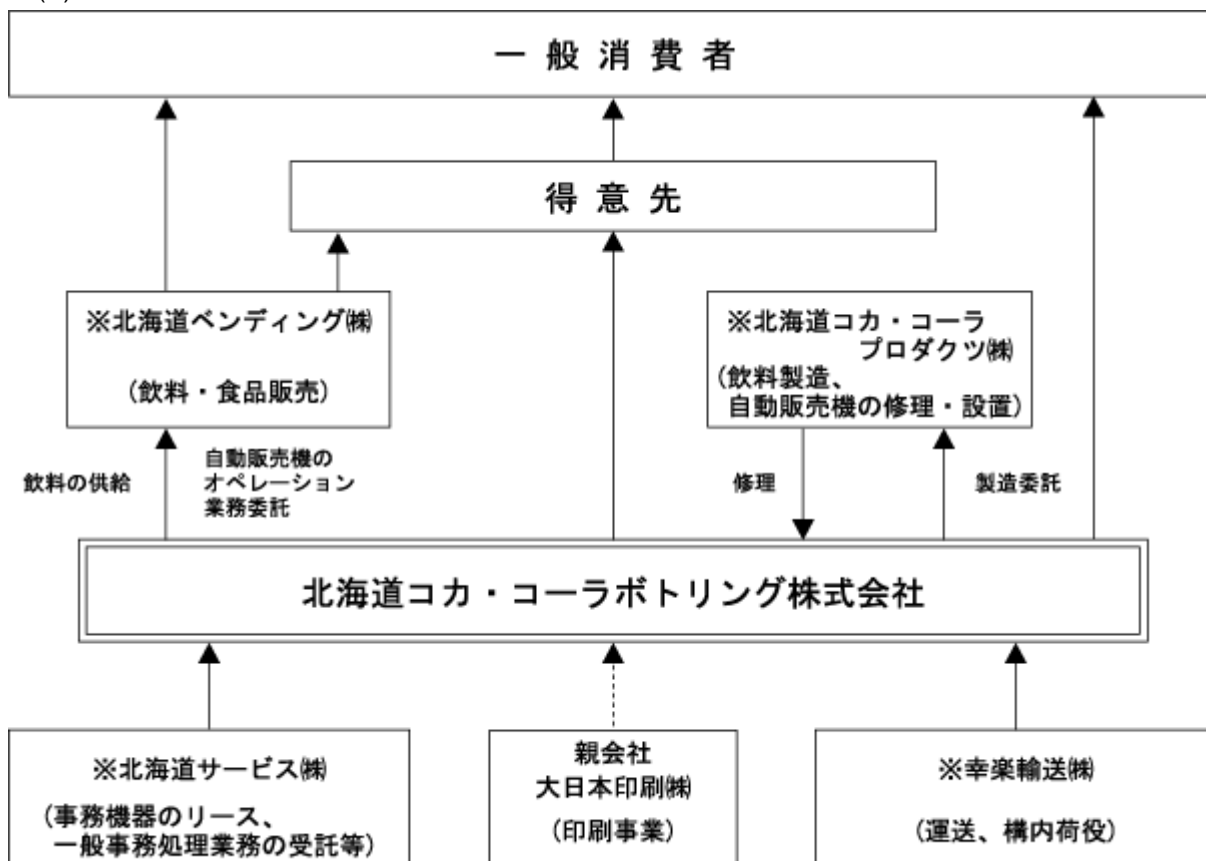 一般消費者
得意先
※北海道ベンディング㈱
(飲料・食品販売)
※北海道コカ・コーラ
プロダクツ㈱
(飲料製造、
自動販売機の修理・設置)
飲料の供給
自動販売機の
オペレーション
業務委託
修理
製造委託
北海道コカ・コーラボトリング株式会社
※北海道サービス㈱
(事務機器のリース、
一般事務処理業務の受託等)
親会社
大日本印刷㈱
(印刷事業)
※幸楽輸送㈱
(運送、構内荷役)